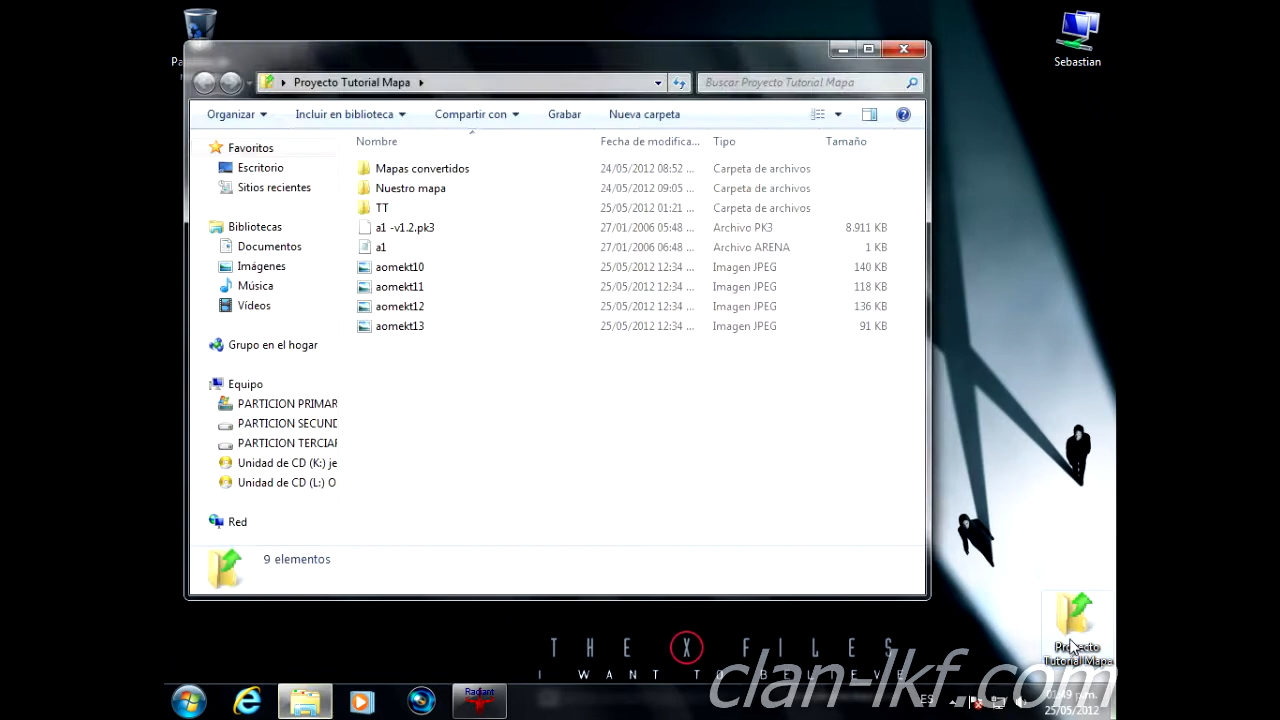 Sebastian
Proyecto Tutorial Mapa
Buscar Proyecto Tutorial Mapa
Organizar
Incluir en biblioteca
Compartir con
Grabar
Nueva carpeta
Nombre
Fecha de modifica...
Tipo
Tamaño
Favoritos
Escritorio
Sitios recientes
Bibliotecas
Documentos
Imágenes
Música
Vídeos
Grupo en el hogar
Equipo
PARTICION PRIMAR
PARTICION SECUND
PARTICION TERCIAR
Unidad de CD (K:) je
Unidad de CD (L:) O
Red
Mapas convertidos 24/05/2012 08:52 ... Carpeta de archivos
Nuestro mapa 24/05/2012 09:05 ... Carpeta de archivos
TT 25/05/2012 01:21 ... Carpeta de archivos
a1 -v1.2.pk3 27/01/2006 05:48 ... Archivo PK3 8.911 KB
a1 27/01/2006 06:48 ... Archivo ARENA 1 KB
aomekt10 25/05/2012 12:34 ... Imagen JPEG 140 KB
aomekt11 25/05/2012 12:34 ... Imagen JPEG 118 KB
aomekt12 25/05/2012 12:34 ... Imagen JPEG 136 KB
aomekt13 25/05/2012 12:34 ... Imagen JPEG 91 KB
9 elementos
THE X FILES
I WANT TO BELIEVE
Proyecto
Tutorial Mapa
clan-lkf.com
Radiant
ES
01:49 p.m.
25/05/2012